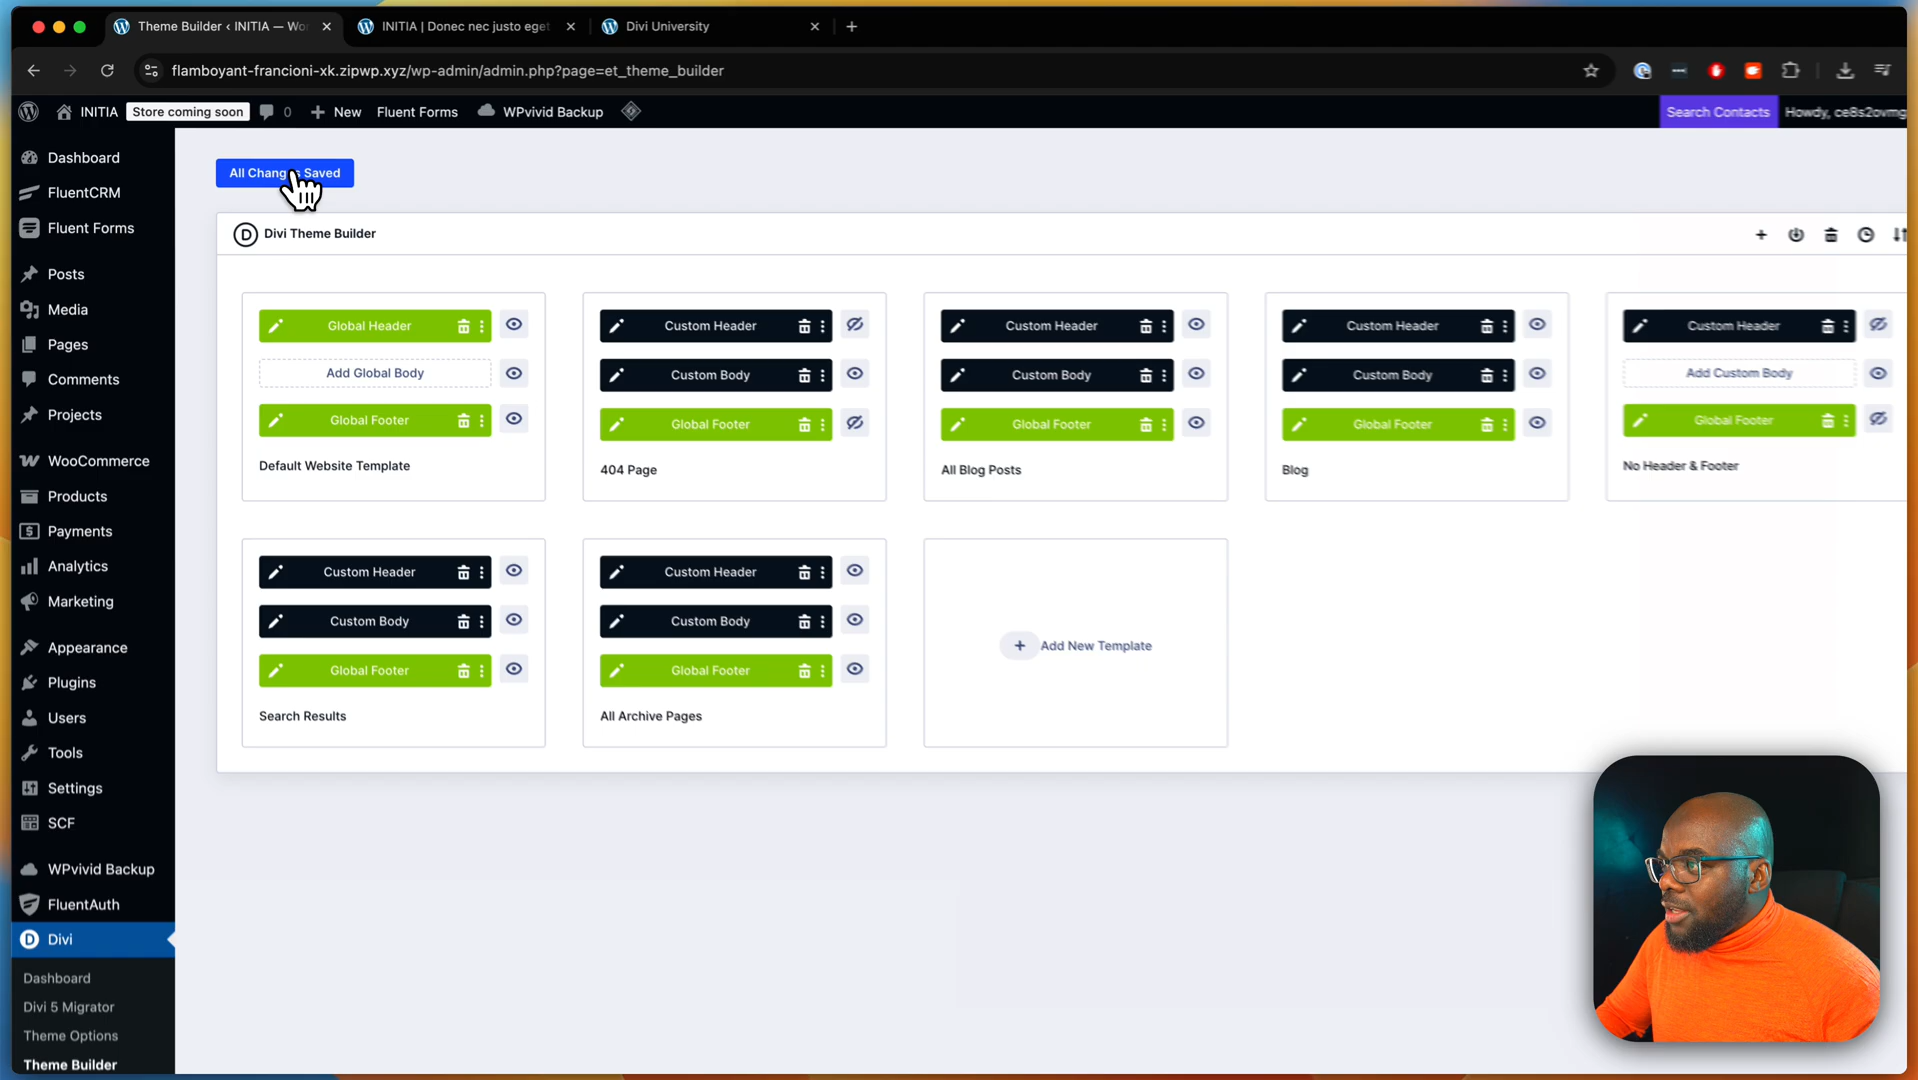 Theme Builder ‹ INITIA — Wo
INITIA | Donec nec justo eget
Divi University
flamboyant-francioni-xk.zipwp.xyz/wp-admin/admin.php?page=et_theme_builder
INITIA
Store coming soon
0
New
Fluent Forms
WPvivid Backup
Search Contacts
Howdy, ce8s2ovmg
Dashboard
FluentCRM
Fluent Forms
Posts
Media
Pages
Comments
Projects
WooCommerce
Products
Payments
Analytics
Marketing
Appearance
Plugins
Users
Tools
Settings
SCF
WPvivid Backup
FluentAuth
Divi
Dashboard
Divi 5 Migrator
Theme Options
Theme Builder
All Changes Saved
Divi Theme Builder
Global Header
Add Global Body
Global Footer
Default Website Template
Custom Header
Custom Body
Global Footer
404 Page
Custom Header
Custom Body
Global Footer
All Blog Posts
Custom Header
Custom Body
Global Footer
Blog
Custom Header
Add Custom Body
Global Footer
No Header & Footer
Custom Header
Custom Body
Global Footer
Search Results
Custom Header
Custom Body
Global Footer
All Archive Pages
Add New Template